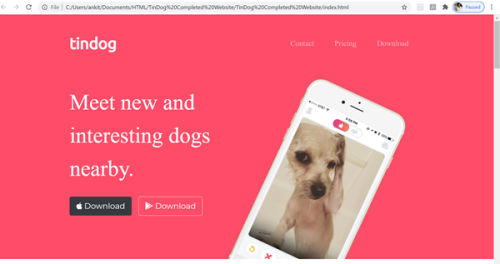 File | C:/Users/ankit/Documents/HTML/TinDog%20Completed%20Website/TinDog%20Completed%20Website/index.html
Paused
tindog
Contact Pricing Download
Meet new and
interesting dogs
nearby.
Download Download